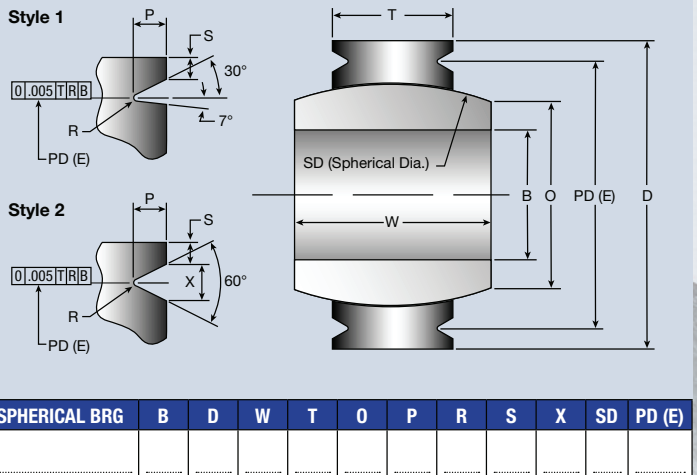 Style 1
P
S
30°
0 .005 T R B
7°
R
PD (E)
Style 2
P
S
0 .005 T R B
X
60°
R
PD (E)
T
SD (Spherical Dia.)
W
B
O
PD (E)
D
SPHERICAL BRG B D W T O P R S X SD PD (E)